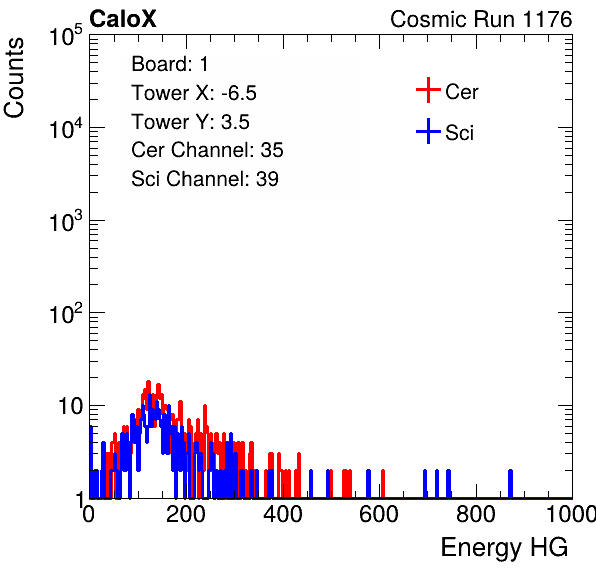 CaloX Cosmic Run 1176
Counts
10^5
10^4
10^3
10^2
10
1
Board: 1
Tower X: -6.5
Tower Y: 3.5
Cer Channel: 35
Sci Channel: 39
Cer
Sci
0 200 400 600 800 1000
Energy HG